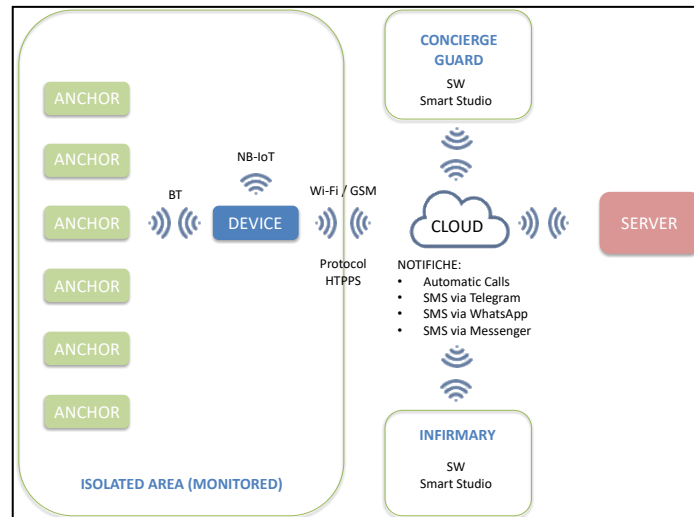 CONCIERGE
GUARD
SW
Smart Studio
ANCHOR
ANCHOR
ANCHOR
ANCHOR
ANCHOR
ANCHOR
BT
NB-IoT
DEVICE
Wi-Fi / GSM
Protocol
HTPPS
CLOUD
SERVER
NOTIFICHE:
• Automatic Calls
• SMS via Telegram
• SMS via WhatsApp
• SMS via Messenger
INFIRMARY
SW
Smart Studio
ISOLATED AREA (MONITORED)